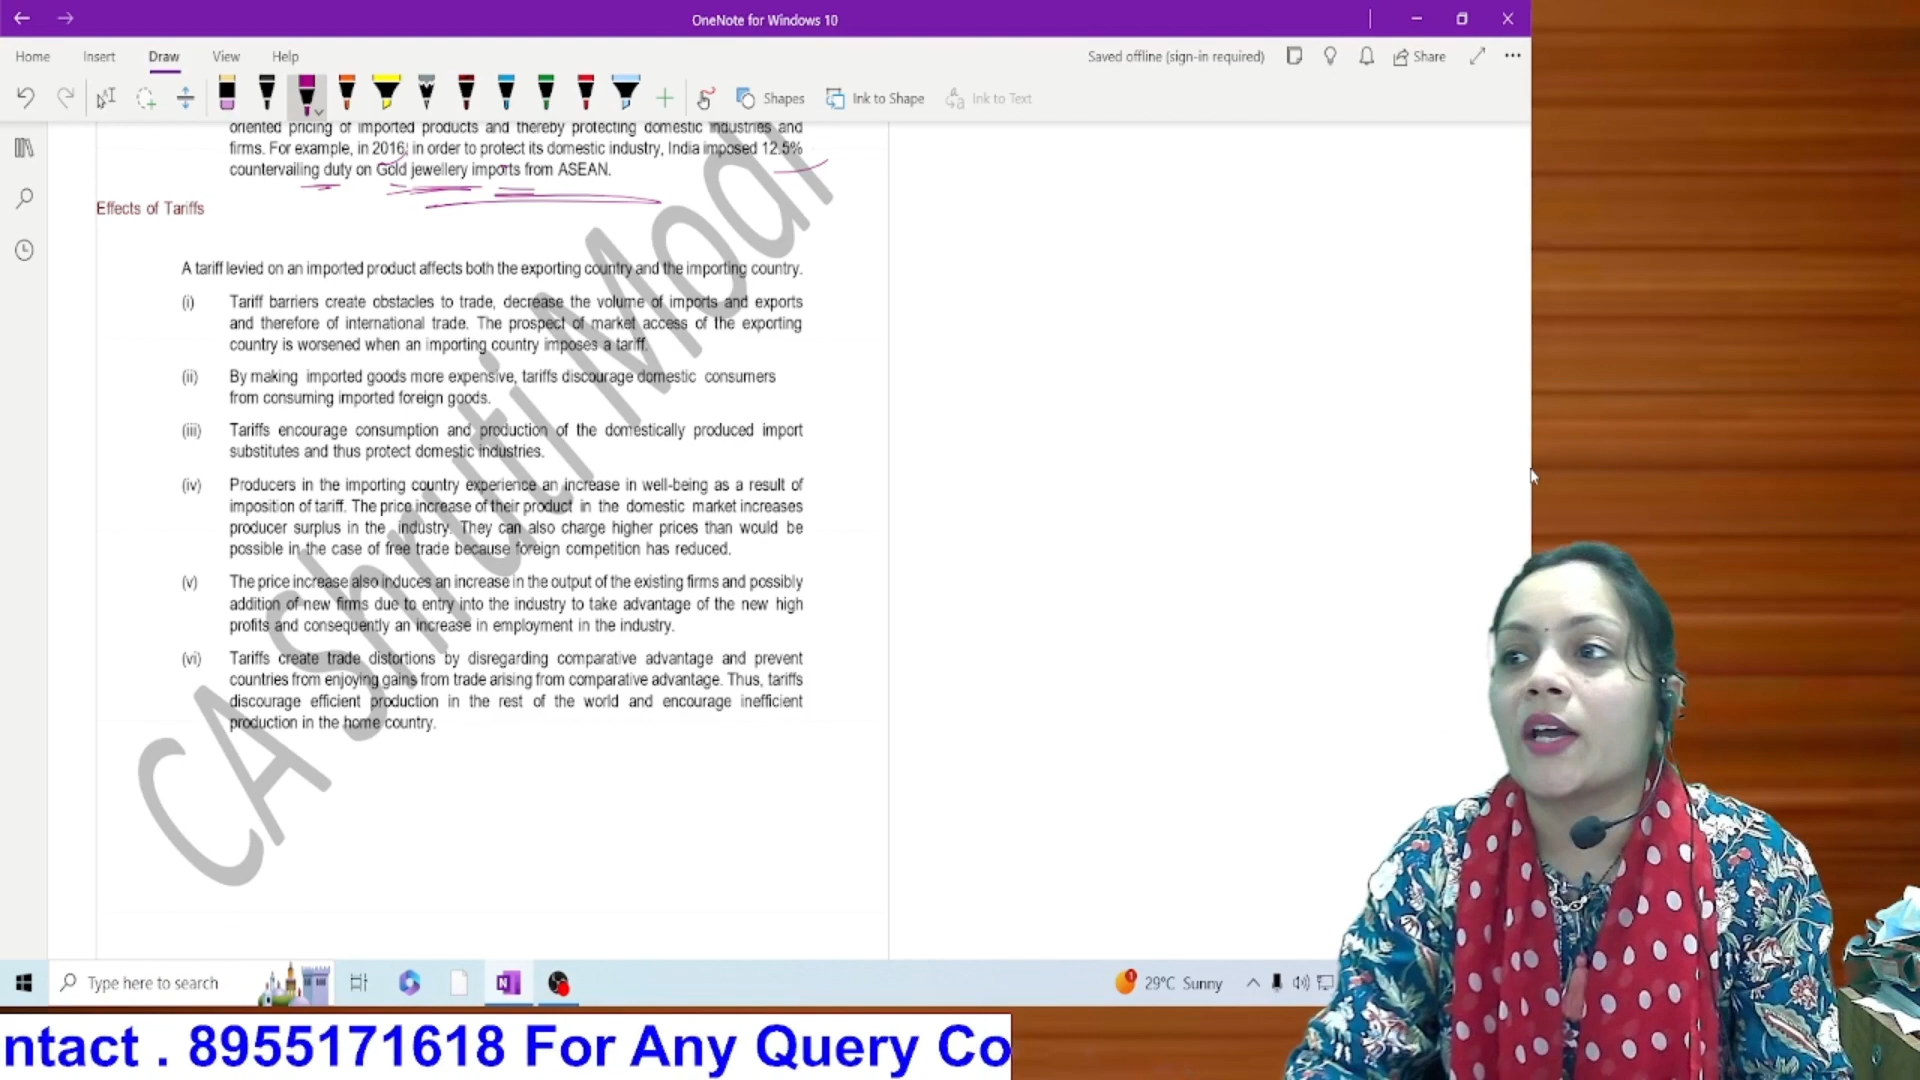 OneNote for Windows 10
Home Insert Draw View Help Saved offline (sign-in required) Share
Shapes Ink to Shape Ink to Text
oriented pricing of imported products and thereby protecting domestic industries and
firms. For example, in 2016, in order to protect its domestic industry, India imposed 12.5%
countervailing duty on Gold jewellery imports from ASEAN.
Effects of Tariffs
A tariff levied on an imported product affects both the exporting country and the importing country.
(i) Tariff barriers create obstacles to trade, decrease the volume of imports and exports
and therefore of international trade. The prospect of market access of the exporting
country is worsened when an importing country imposes a tariff.
(ii) By making imported goods more expensive, tariffs discourage domestic consumers
from consuming imported foreign goods.
(iii) Tariffs encourage consumption and production of the domestically produced import
substitutes and thus protect domestic industries.
(iv) Producers in the importing country experience an increase in well-being as a result of
imposition of tariff. The price increase of their product in the domestic market increases
producer surplus in the industry. They can also charge higher prices than would be
possible in the case of free trade because foreign competition has reduced.
(v) The price increase also induces an increase in the output of the existing firms and possibly
addition of new firms due to entry into the industry to take advantage of the new high
profits and consequently an increase in employment in the industry.
(vi) Tariffs create trade distortions by disregarding comparative advantage and prevent
countries from enjoying gains from trade arising from comparative advantage. Thus, tariffs
discourage efficient production in the rest of the world and encourage inefficient
production in the home country.
CA Shruti Modi
Type here to search 29°C Sunny
ntact . 8955171618 For Any Query Co